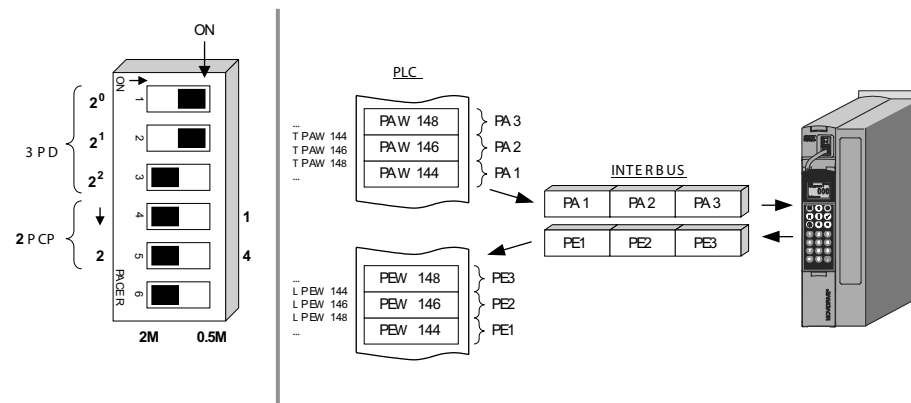 ON
ON
1
2⁰
2
2¹
3 PD
3
2²
4
1
2 PCP
5
2
4
PACER
6
2M
0.5M
PLC
PAW 148
PA 3
...
T PAW 144
T PAW 146
T PAW 148
...
PAW 146
PA 2
PAW 144
PA 1
INTERBUS
PA 1
PA 2
PA 3
PE1
PE2
PE3
PEW 148
PE3
...
L PEW 144
L PEW 146
L PEW 148
...
PEW 146
PE2
PEW 144
PE1
MOVIDRIVE